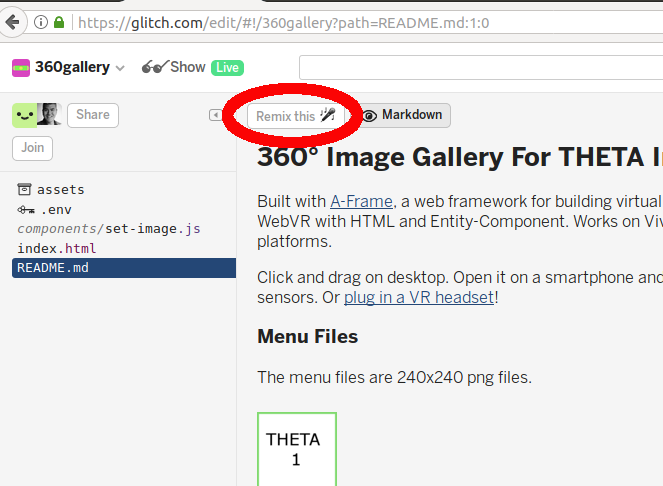 https://glitch.com/edit/#!/360gallery?path=README.md:1:0
360gallery Show Live
Share
Remix this
Markdown
Join
assets
.env
components/set-image.js
index.html
README.md
360° Image Gallery For THETA I
Built with A-Frame, a web framework for building virtual
WebVR with HTML and Entity-Component. Works on Viv
platforms.
Click and drag on desktop. Open it on a smartphone and
sensors. Or plug in a VR headset!
Menu Files
The menu files are 240x240 png files.
THETA
1